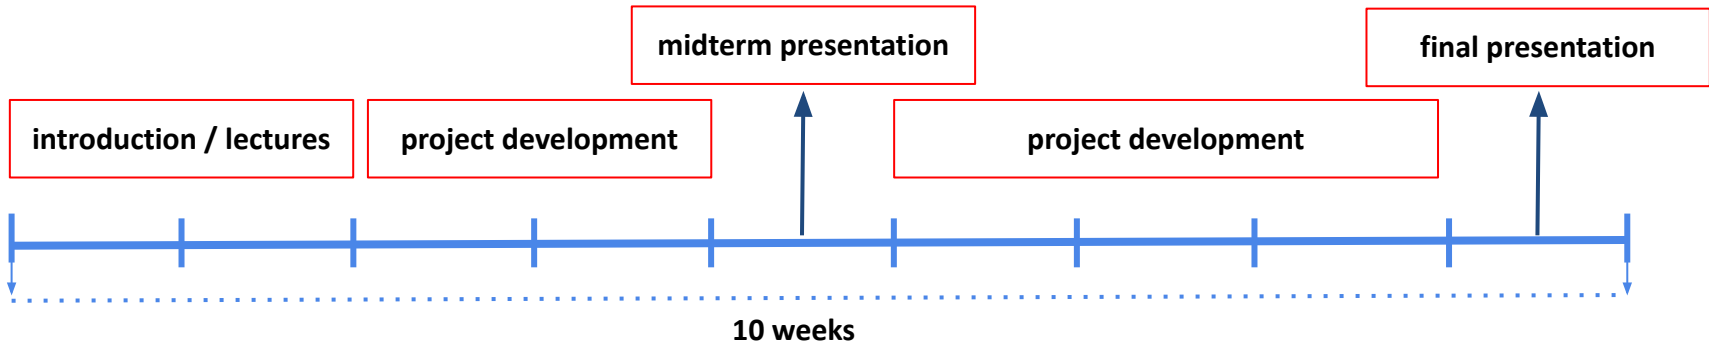 midterm presentation
final presentation
introduction / lectures
project development
project development
10 weeks